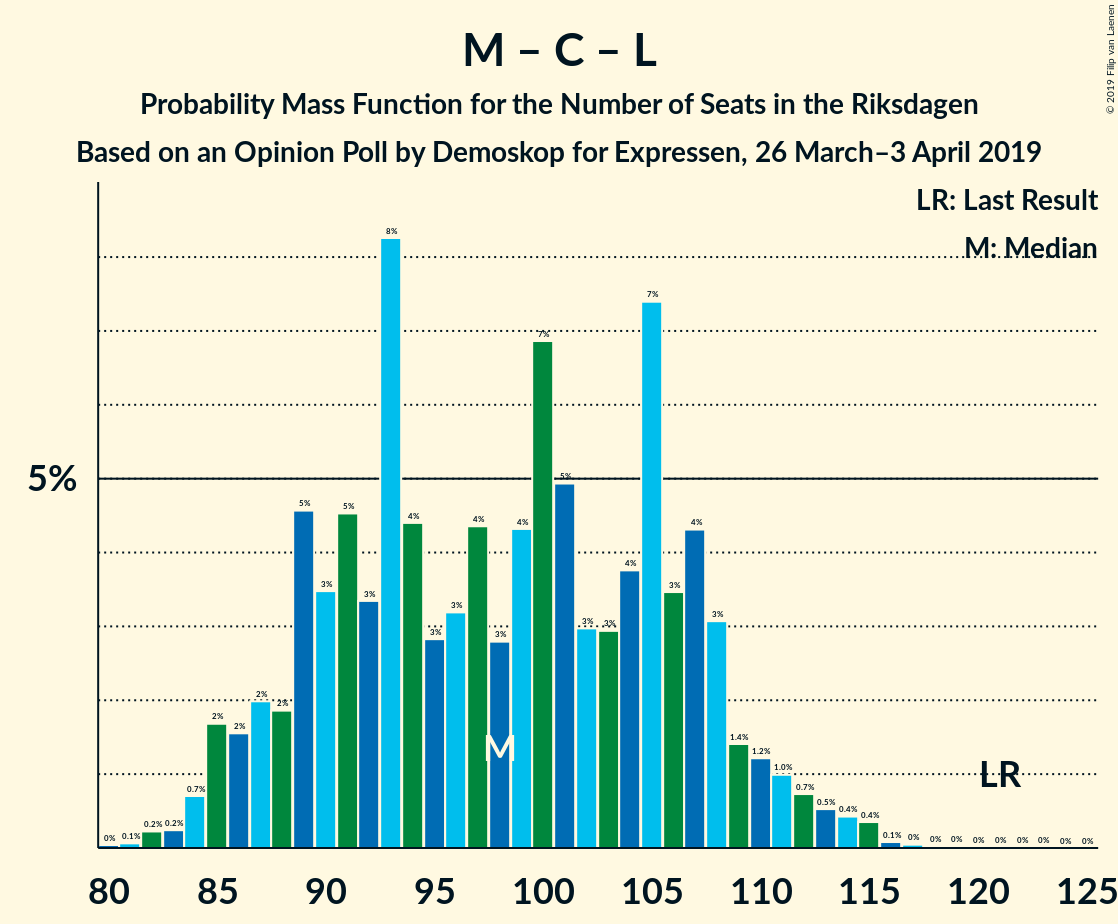 M – C – L
Probability Mass Function for the Number of Seats in the Riksdagen
Based on an Opinion Poll by Demoskop for Expressen, 26 March–3 April 2019
© 2019 Filip van Laenen
LR: Last Result
M: Median
5%
0% 0.1% 0.2% 0.2% 0.7% 2% 2% 2% 2% 5% 3% 5% 3% 8% 4% 3% 3% 4% 3% 4% 7% 5% 3% 3% 4% 7% 3% 4% 3% 1.4% 1.2% 1.0% 0.7% 0.5% 0.4% 0.4% 0.1% 0% 0% 0% 0% 0% 0% 0% 0% 0%
M
LR
80 85 90 95 100 105 110 115 120 125